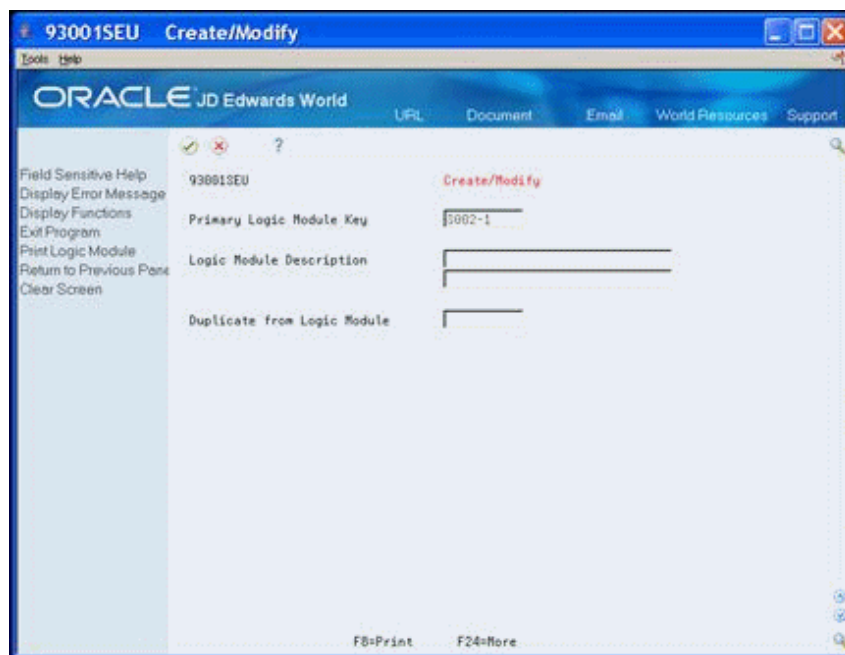 93001SEU Create/Modify
Tools Help
ORACLE JD Edwards World
URL Document Email World Resources Support
?
Field Sensitive Help
Display Error Message
Display Functions
Exit Program
Print Logic Module
Return to Previous Pane
Clear Screen
93001SEU Create/Modify
Primary Logic Module Key S002-1
Logic Module Description
Duplicate from Logic Module
F8=Print F24=More